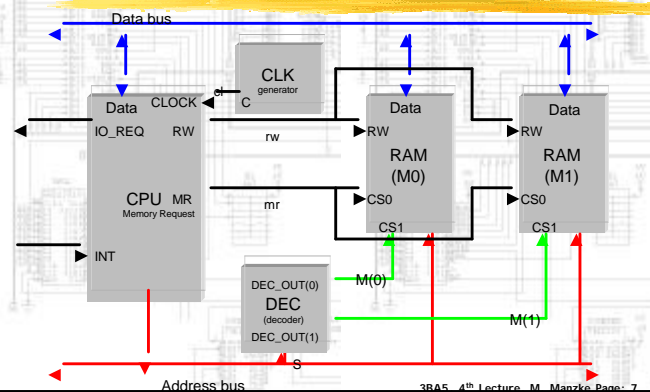 Data bus
CLK
generator
cl
C
Data
CLOCK
IO_REQ
RW
rw
CPU
MR
Memory Request
mr
INT
Data
RW
RAM
(M0)
CS0
CS1
Data
RW
RAM
(M1)
CS0
CS1
DEC_OUT(0)
DEC
(decoder)
DEC_OUT(1)
M(0)
M(1)
S
Address bus
3BA5, 4th Lecture, M. Manzke, Page: 7